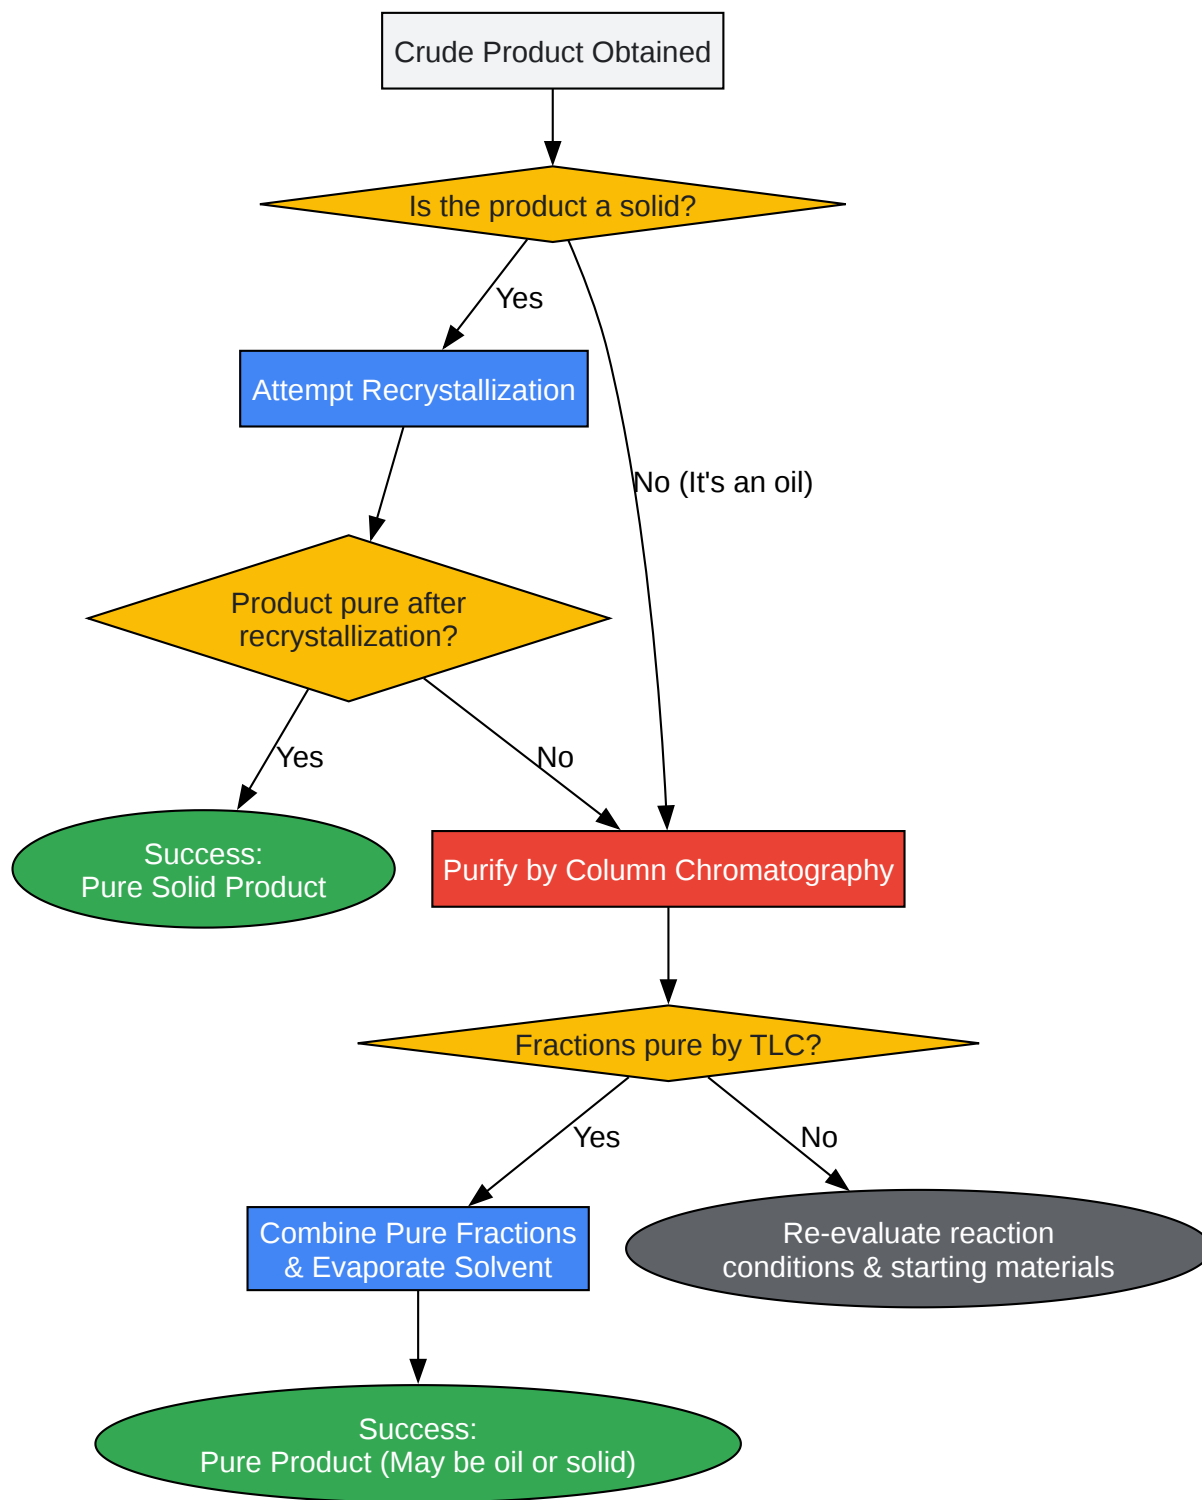 Crude Product Obtained
Is the product a solid?
Yes
Attempt Recrystallization
No (It's an oil)
Product pure after
recrystallization?
Yes
No
Success:
Pure Solid Product
Purify by Column Chromatography
Fractions pure by TLC?
Yes
No
Combine Pure Fractions
& Evaporate Solvent
Re-evaluate reaction
conditions & starting materials
Success:
Pure Product (May be oil or solid)